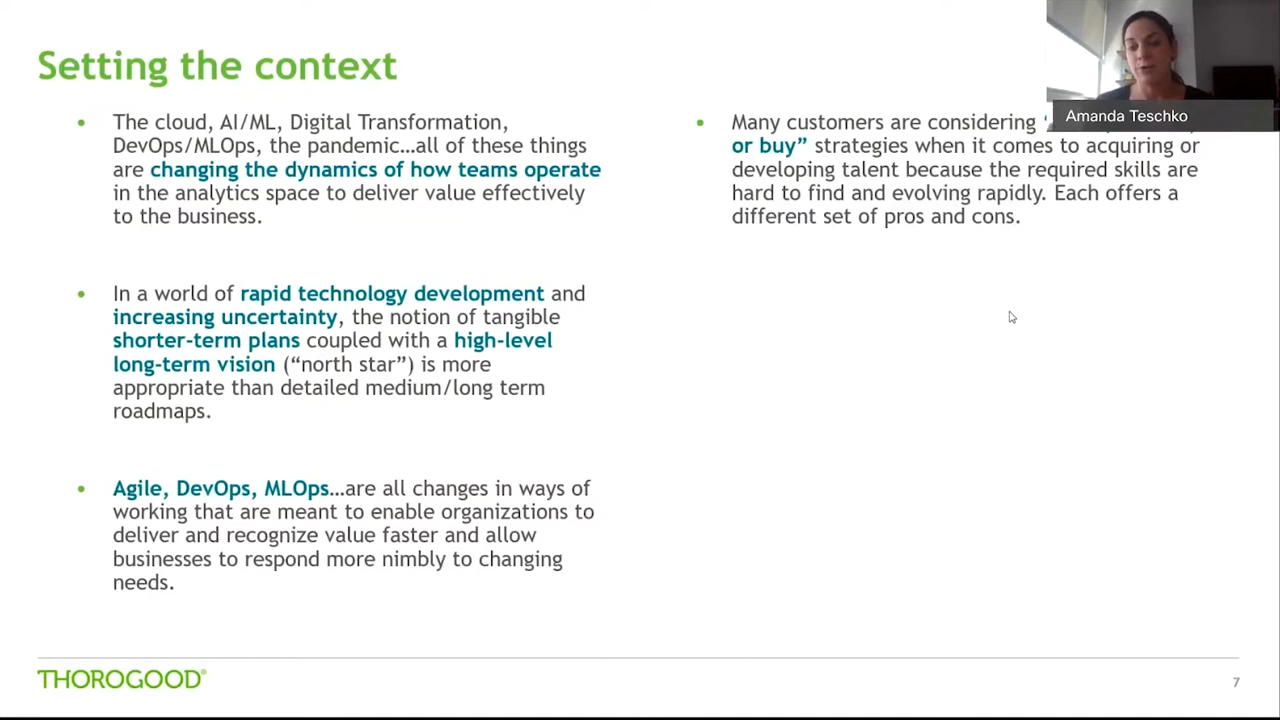 Setting the context
• The cloud, AI/ML, Digital Transformation,
DevOps/MLOps, the pandemic…all of these things
are changing the dynamics of how teams operate
in the analytics space to deliver value effectively
to the business.
• In a world of rapid technology development and
increasing uncertainty, the notion of tangible
shorter-term plans coupled with a high-level
long-term vision (“north star”) is more
appropriate than detailed medium/long term
roadmaps.
• Agile, DevOps, MLOps…are all changes in ways of
working that are meant to enable organizations to
deliver and recognize value faster and allow
businesses to respond more nimbly to changing
needs.
• Many customers are considering
or buy” strategies when it comes to acquiring or
developing talent because the required skills are
hard to find and evolving rapidly. Each offers a
different set of pros and cons.
Amanda Teschko
THOROGOOD®
7